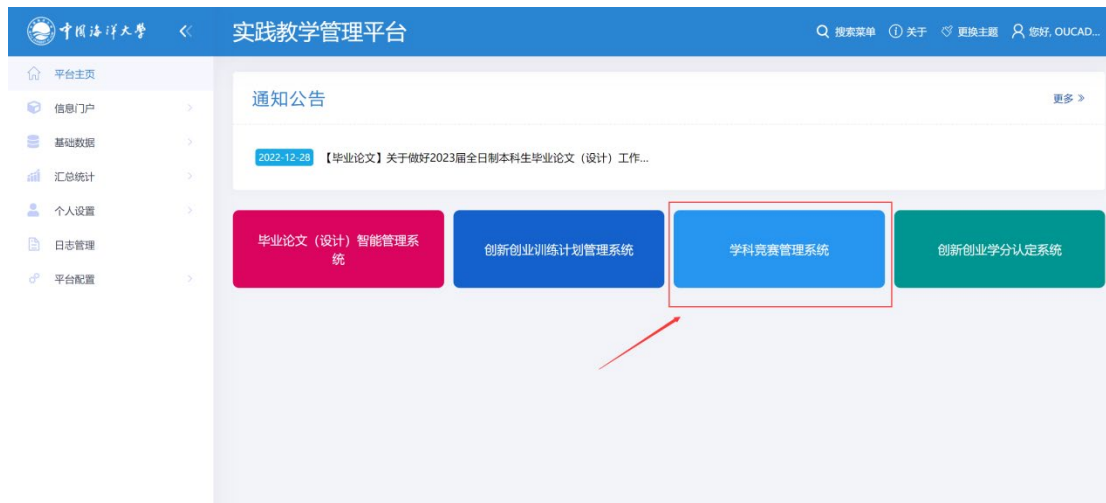 中国海洋大学
实践教学管理平台
搜索菜单
关于
更换主题
您好, OUCAD...
平台主页
信息门户
基础数据
汇总统计
个人设置
日志管理
平台配置
通知公告
更多
2022-12-28 【毕业论文】关于做好2023届全日制本科生毕业论文（设计）工作...
毕业论文（设计）智能管理系
统
创新创业训练计划管理系统
学科竞赛管理系统
创新创业学分认定系统